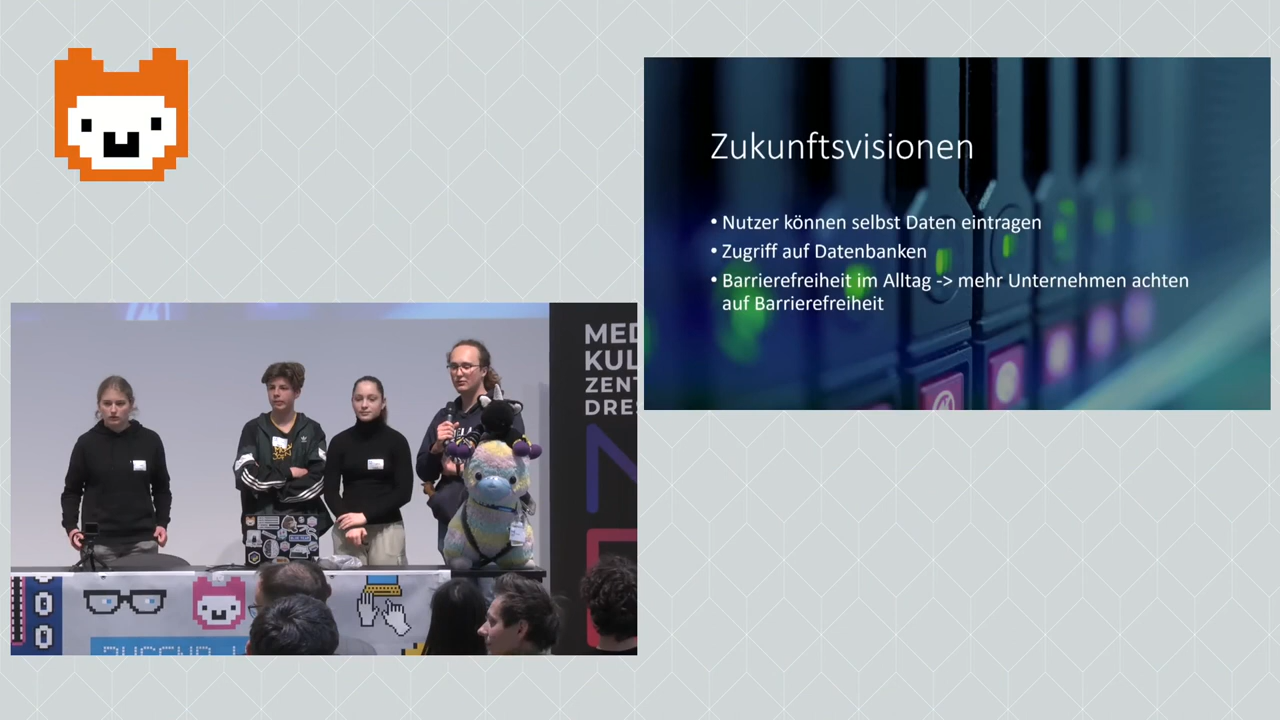 Zukunftsvisionen
• Nutzer können selbst Daten eintragen
• Zugriff auf Datenbanken
• Barrierefreiheit im Alltag -> mehr Unternehmen achten
auf Barrierefreiheit
MED
KUL
ZENT
DRES